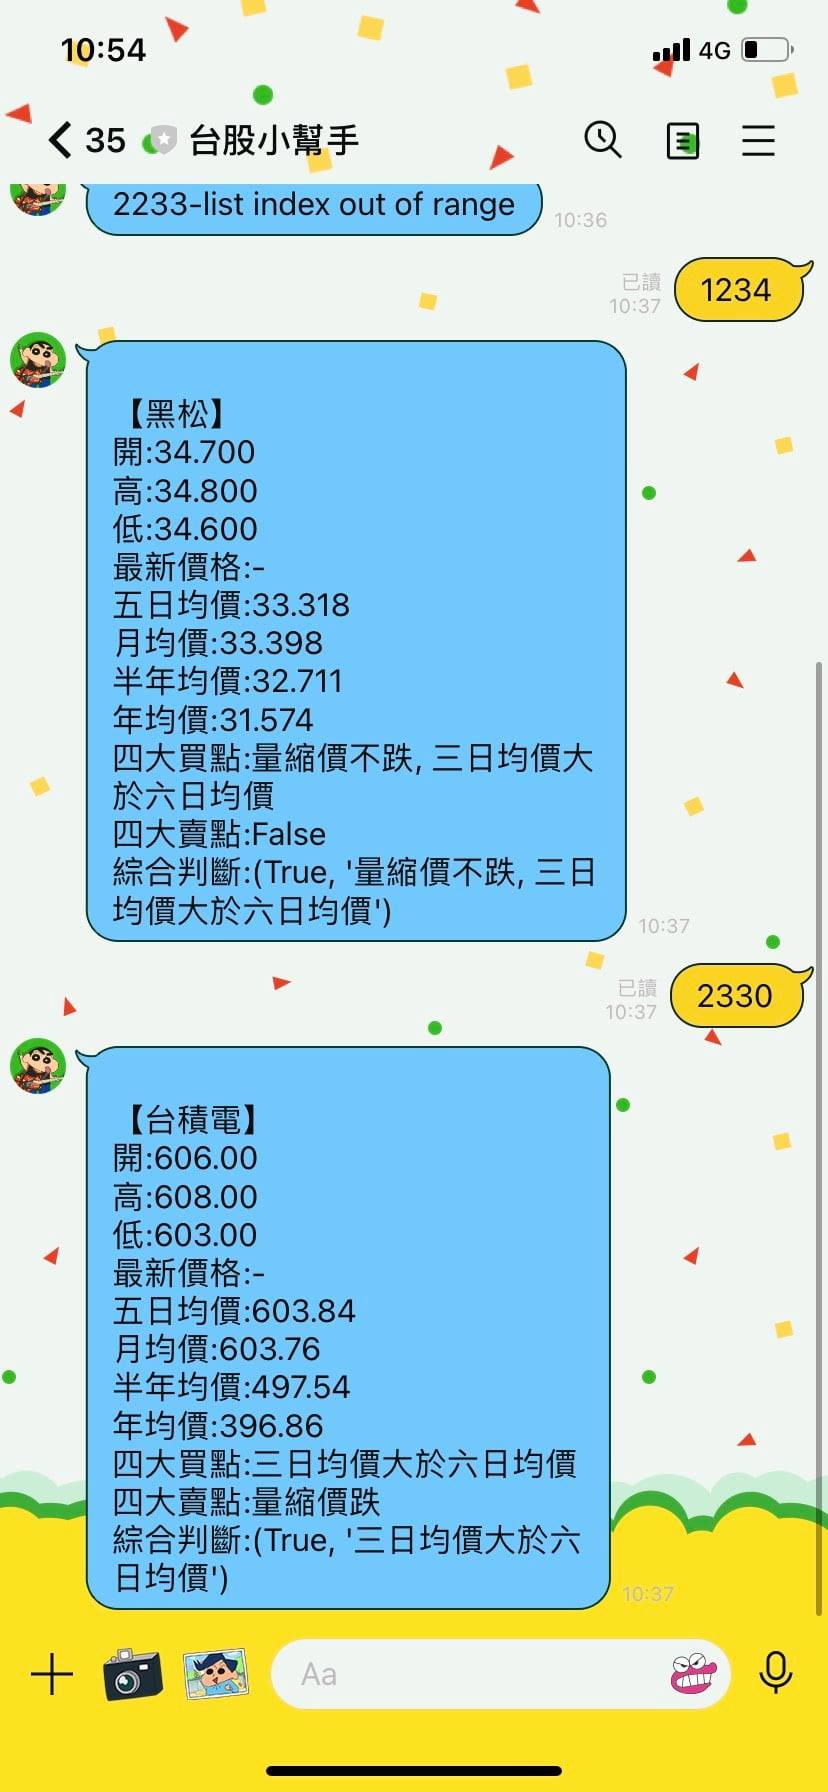 10:54
4G
35 台股小幫手
2233-list index out of range
10:36
已讀
10:37
1234
【黑松】
開:34.700
高:34.800
低:34.600
最新價格:-
五日均價:33.318
月均價:33.398
半年均價:32.711
年均價:31.574
四大買點:量縮價不跌, 三日均價大
於六日均價
四大賣點:False
綜合判斷:(True, '量縮價不跌, 三日
均價大於六日均價')
10:37
已讀
10:37
2330
【台積電】
開:606.00
高:608.00
低:603.00
最新價格:-
五日均價:603.84
月均價:603.76
半年均價:497.54
年均價:396.86
四大買點:三日均價大於六日均價
四大賣點:量縮價跌
綜合判斷:(True, '三日均價大於六
日均價')
10:37
Aa